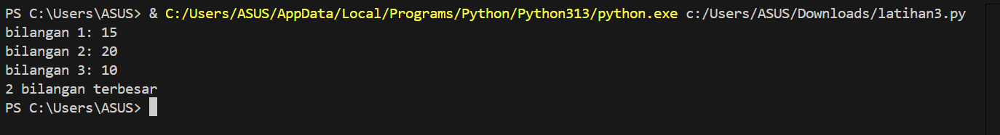 PS C:\Users\ASUS> & C:/Users/ASUS/AppData/Local/Programs/Python/Python313/python.exe c:/Users/ASUS/Downloads/latihan3.py
bilangan 1: 15
bilangan 2: 20
bilangan 3: 10
2 bilangan terbesar
PS C:\Users\ASUS>